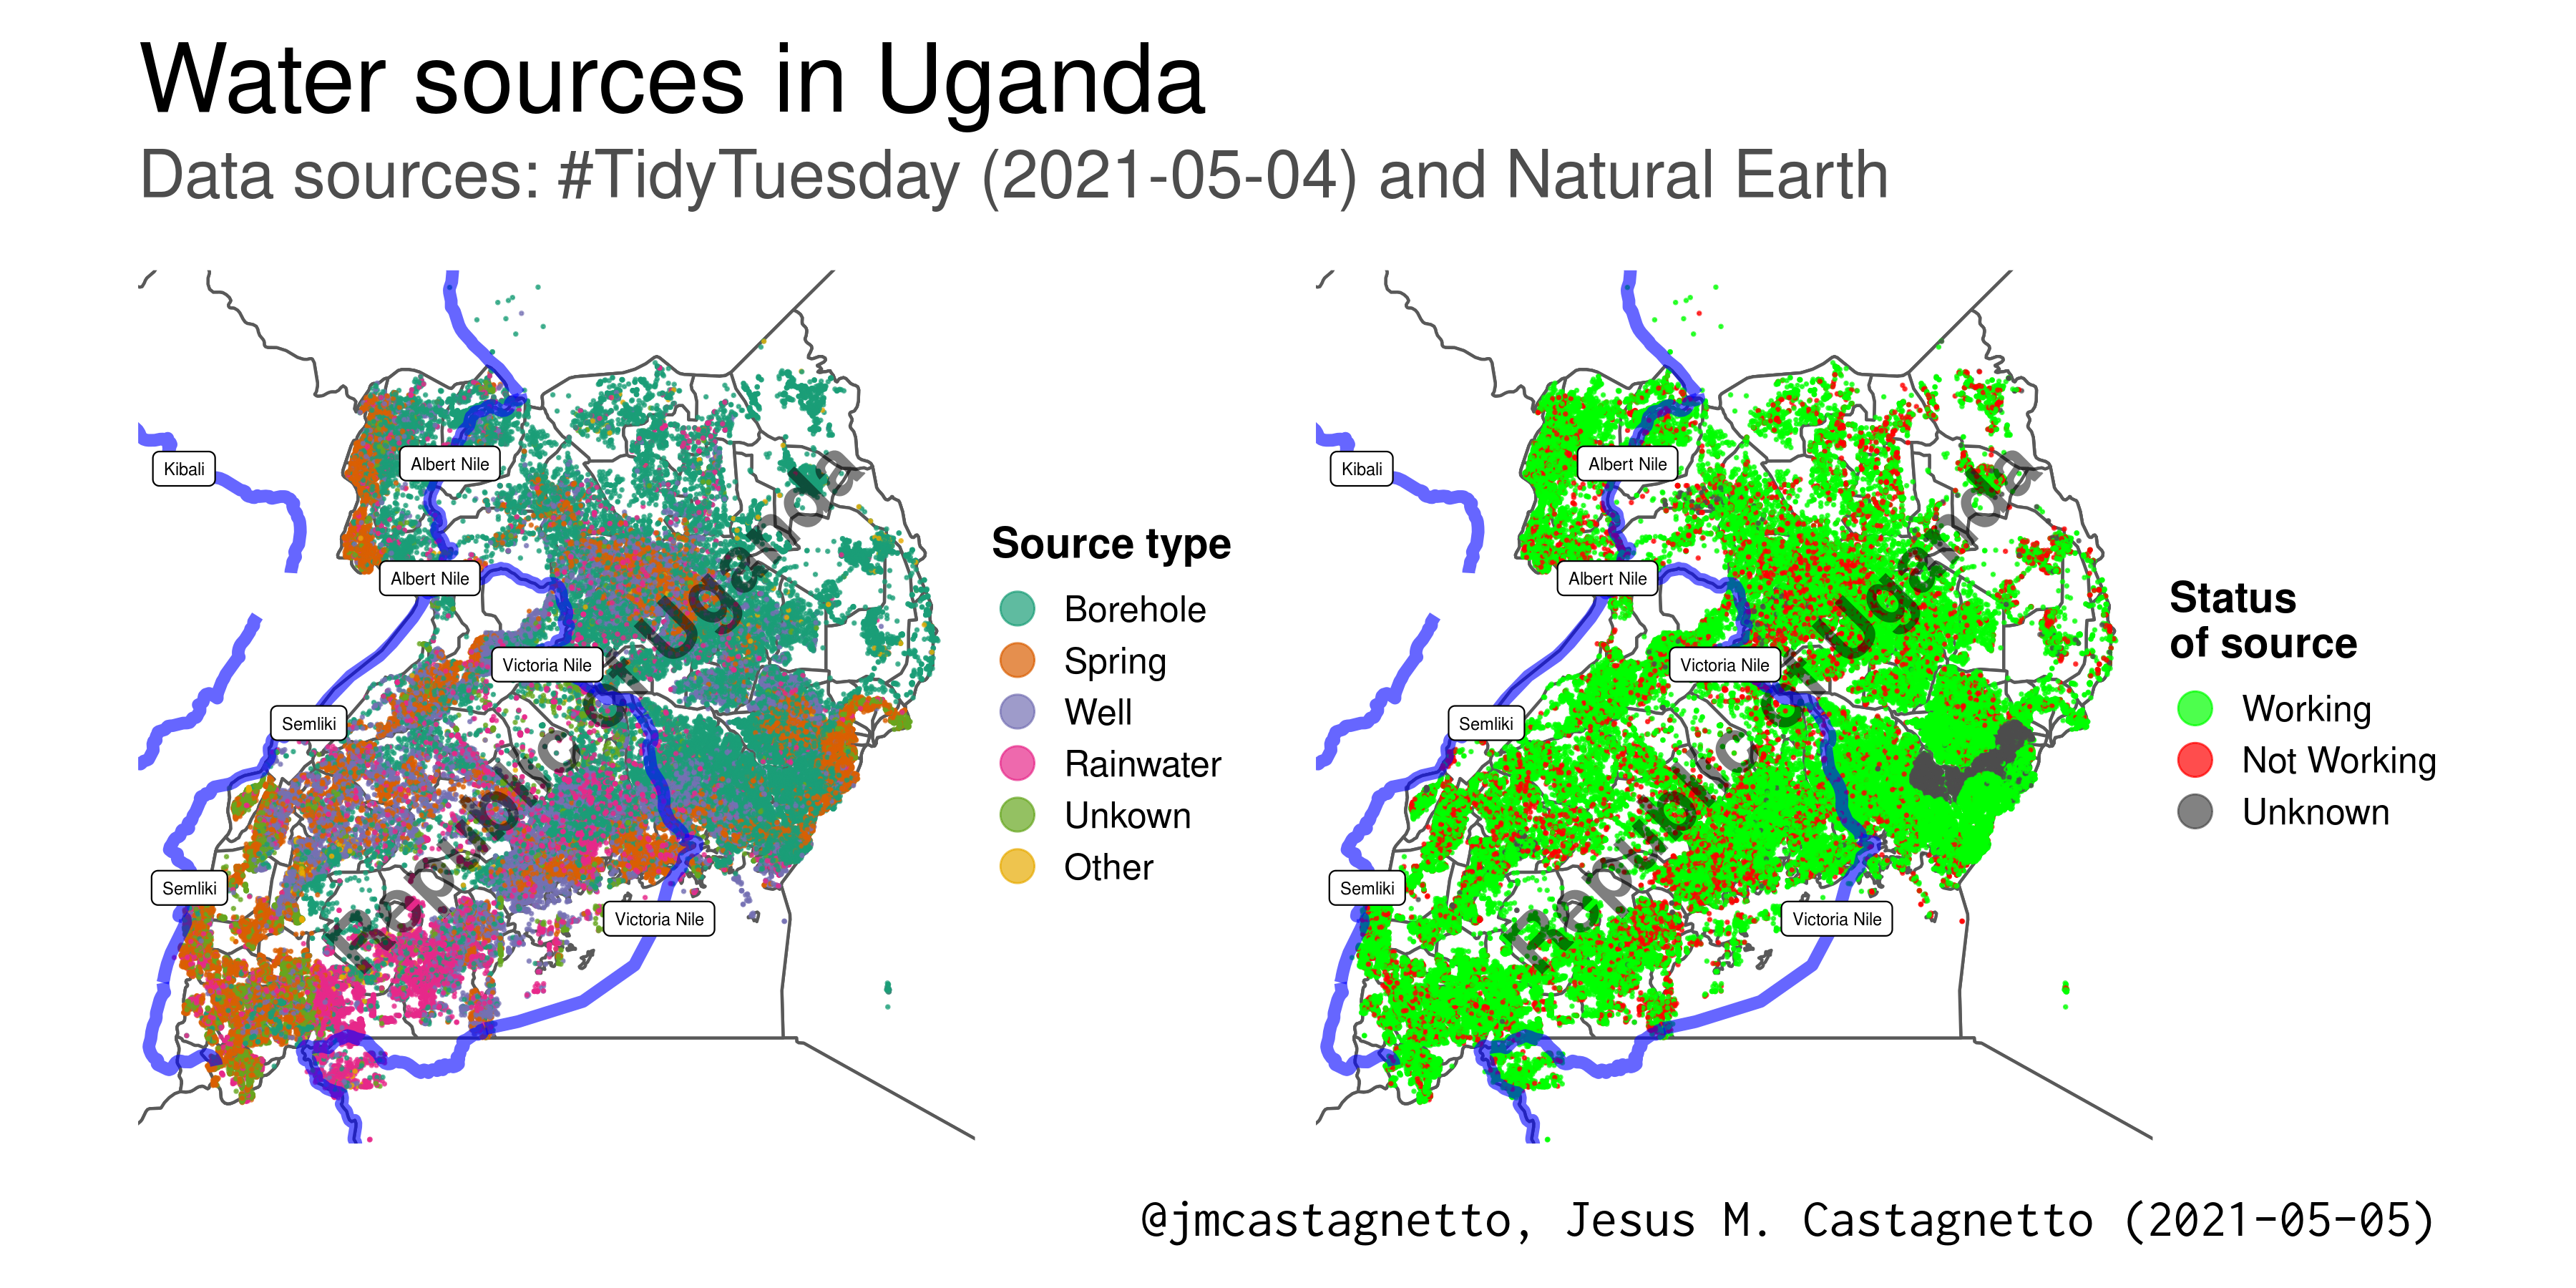 Water sources in Uganda
Data sources: #TidyTuesday (2021-05-04) and Natural Earth
Kibali
Albert Nile
Albert Nile
Victoria Nile
Semliki
Semliki
Victoria Nile
Republic of Uganda
Source type
Borehole
Spring
Well
Rainwater
Unkown
Other
Kibali
Albert Nile
Albert Nile
Victoria Nile
Semliki
Semliki
Victoria Nile
Republic of Uganda
Status
of source
Working
Not Working
Unknown
@jmcastagnetto, Jesus M. Castagnetto (2021-05-05)